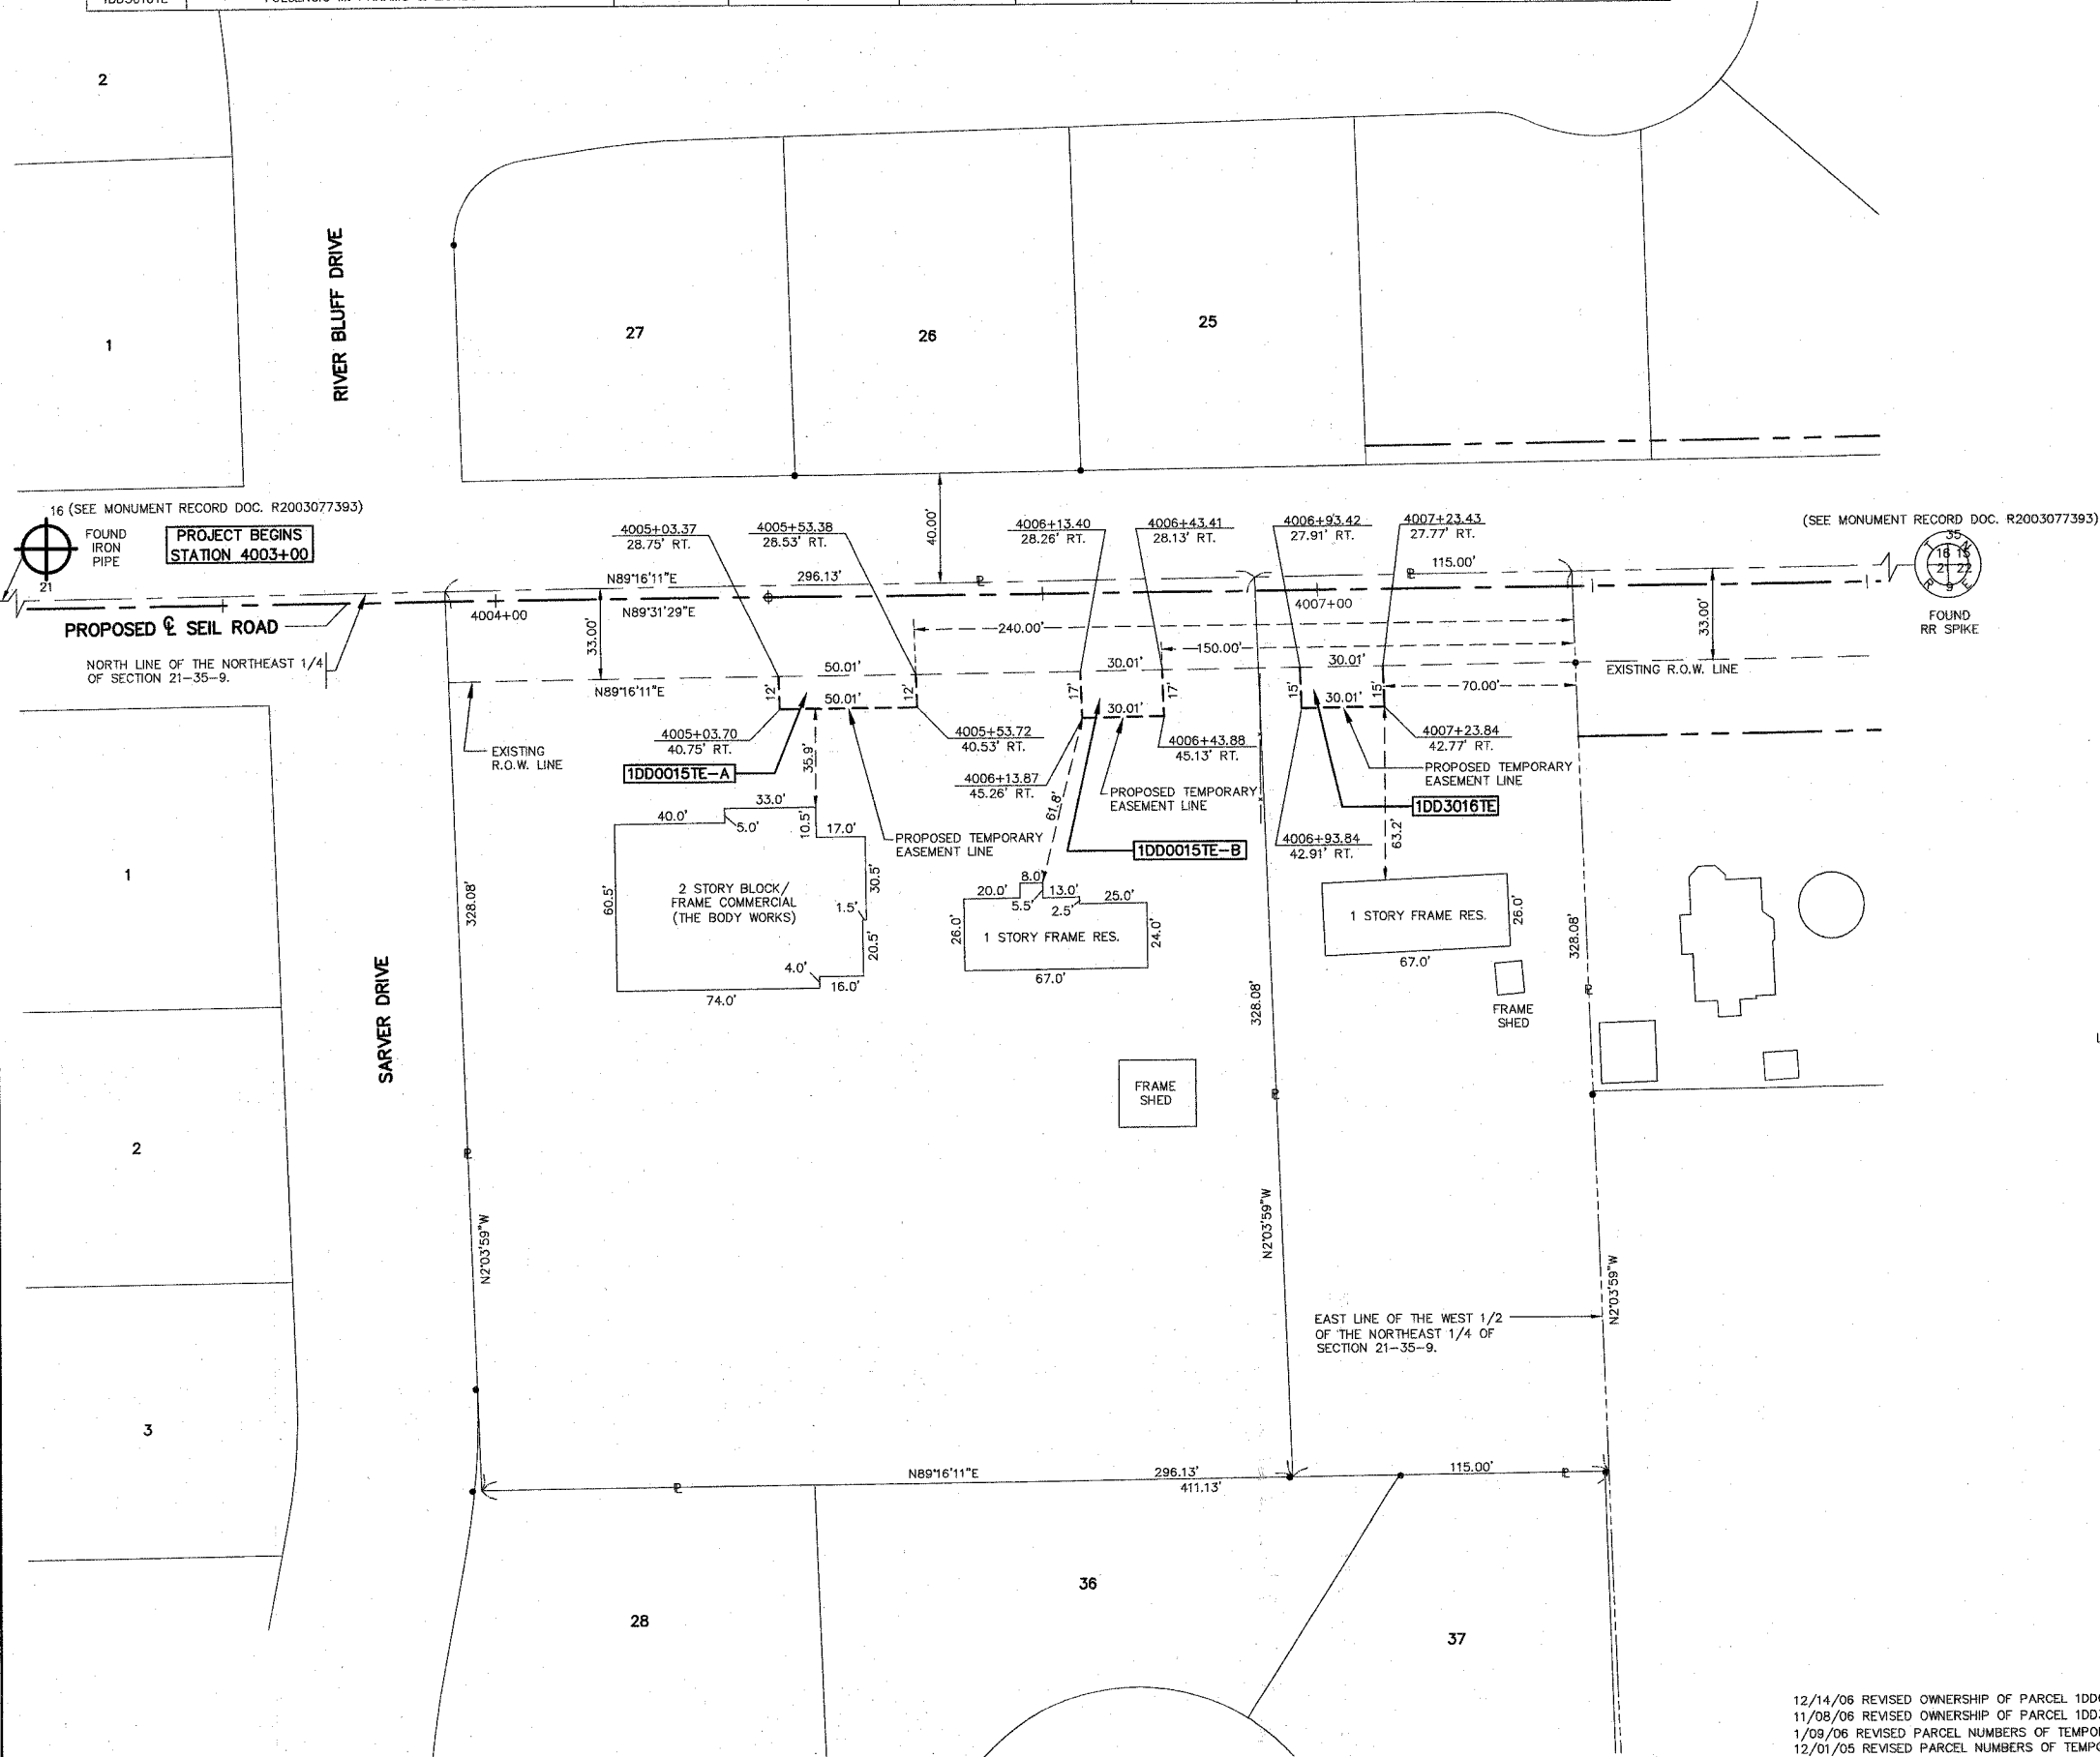 2
1
27
26
25
RIVER BLUFF DRIVE
16 (SEE MONUMENT RECORD DOC. R2003077393)
FOUND
IRON
PIPE
21
PROJECT BEGINS
STATION 4003+00
4005+03.37
28.75' RT.
4005+53.38
28.53' RT.
40.00'
4006+13.40
28.26' RT.
4006+43.41
28.13' RT.
4006+93.42
27.91' RT.
4007+23.43
27.77' RT.
(SEE MONUMENT RECORD DOC. R2003077393)
35
T
N
16 15
21 22
R
E
9
FOUND
RR SPIKE
N89°16'11"E
296.13'
℄
115.00'
PROPOSED ℄ SEIL ROAD
4004+00
N89°31'29"E
4007+00
33.00'
33.00'
240.00'
150.00'
NORTH LINE OF THE NORTHEAST 1/4
OF SECTION 21-35-9.
N89°16'11"E
50.01'
30.01'
30.01'
EXISTING R.O.W. LINE
12'
50.01'
12'
17'
30.01'
17'
15'
30.01'
15'
70.00'
EXISTING
R.O.W. LINE
4005+03.70
40.75' RT.
4005+53.72
40.53' RT.
4006+43.88
45.13' RT.
4007+23.84
42.77' RT.
1DD0015TE-A
35.9'
4006+13.87
45.26' RT.
PROPOSED TEMPORARY
EASEMENT LINE
PROPOSED TEMPORARY
EASEMENT LINE
1DD3016TE
61.8'
PROPOSED TEMPORARY
EASEMENT LINE
1DD0015TE-B
4006+93.84
42.91' RT.
63.2'
40.0'
33.0'
5.0'
10.5'
17.0'
60.5'
2 STORY BLOCK/
FRAME COMMERCIAL
(THE BODY WORKS)
30.5'
1.5'
20.5'
4.0'
16.0'
74.0'
20.0'
8.0'
5.5'
13.0'
2.5'
25.0'
26.0'
1 STORY FRAME RES.
24.0'
67.0'
1 STORY FRAME RES.
26.0'
67.0'
FRAME
SHED
FRAME
SHED
1
328.08'
328.08'
328.08'
SARVER DRIVE
2
N2°03'59"W
N2°03'59"W
N2°03'59"W
EAST LINE OF THE WEST 1/2
OF THE NORTHEAST 1/4 OF
SECTION 21-35-9.
3
N89°16'11"E
296.13'
115.00'
411.13'
28
36
37
12/14/06 REVISED OWNERSHIP OF PARCEL
11/08/06 REVISED OWNERSHIP OF PARCEL
1/09/06 REVISED PARCEL NUMBERS OF
12/01/05 REVISED PARCEL NUMBERS OF